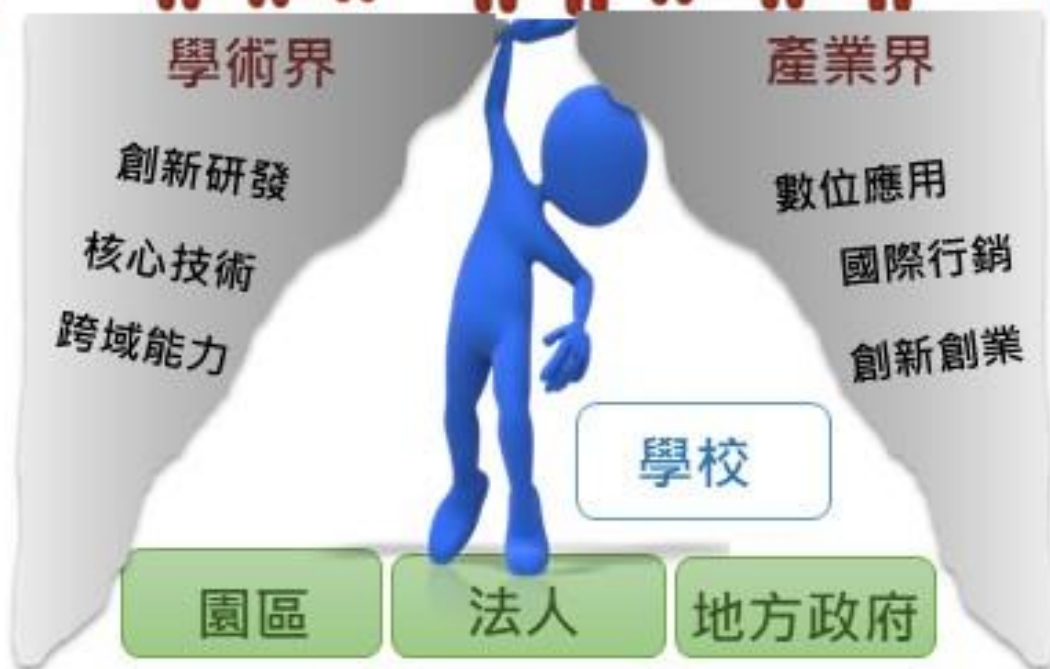 學術界
創新研發
核心技術
跨域能力
產業界
數位應用
國際行銷
創新創業
學校
園區
法人
地方政府